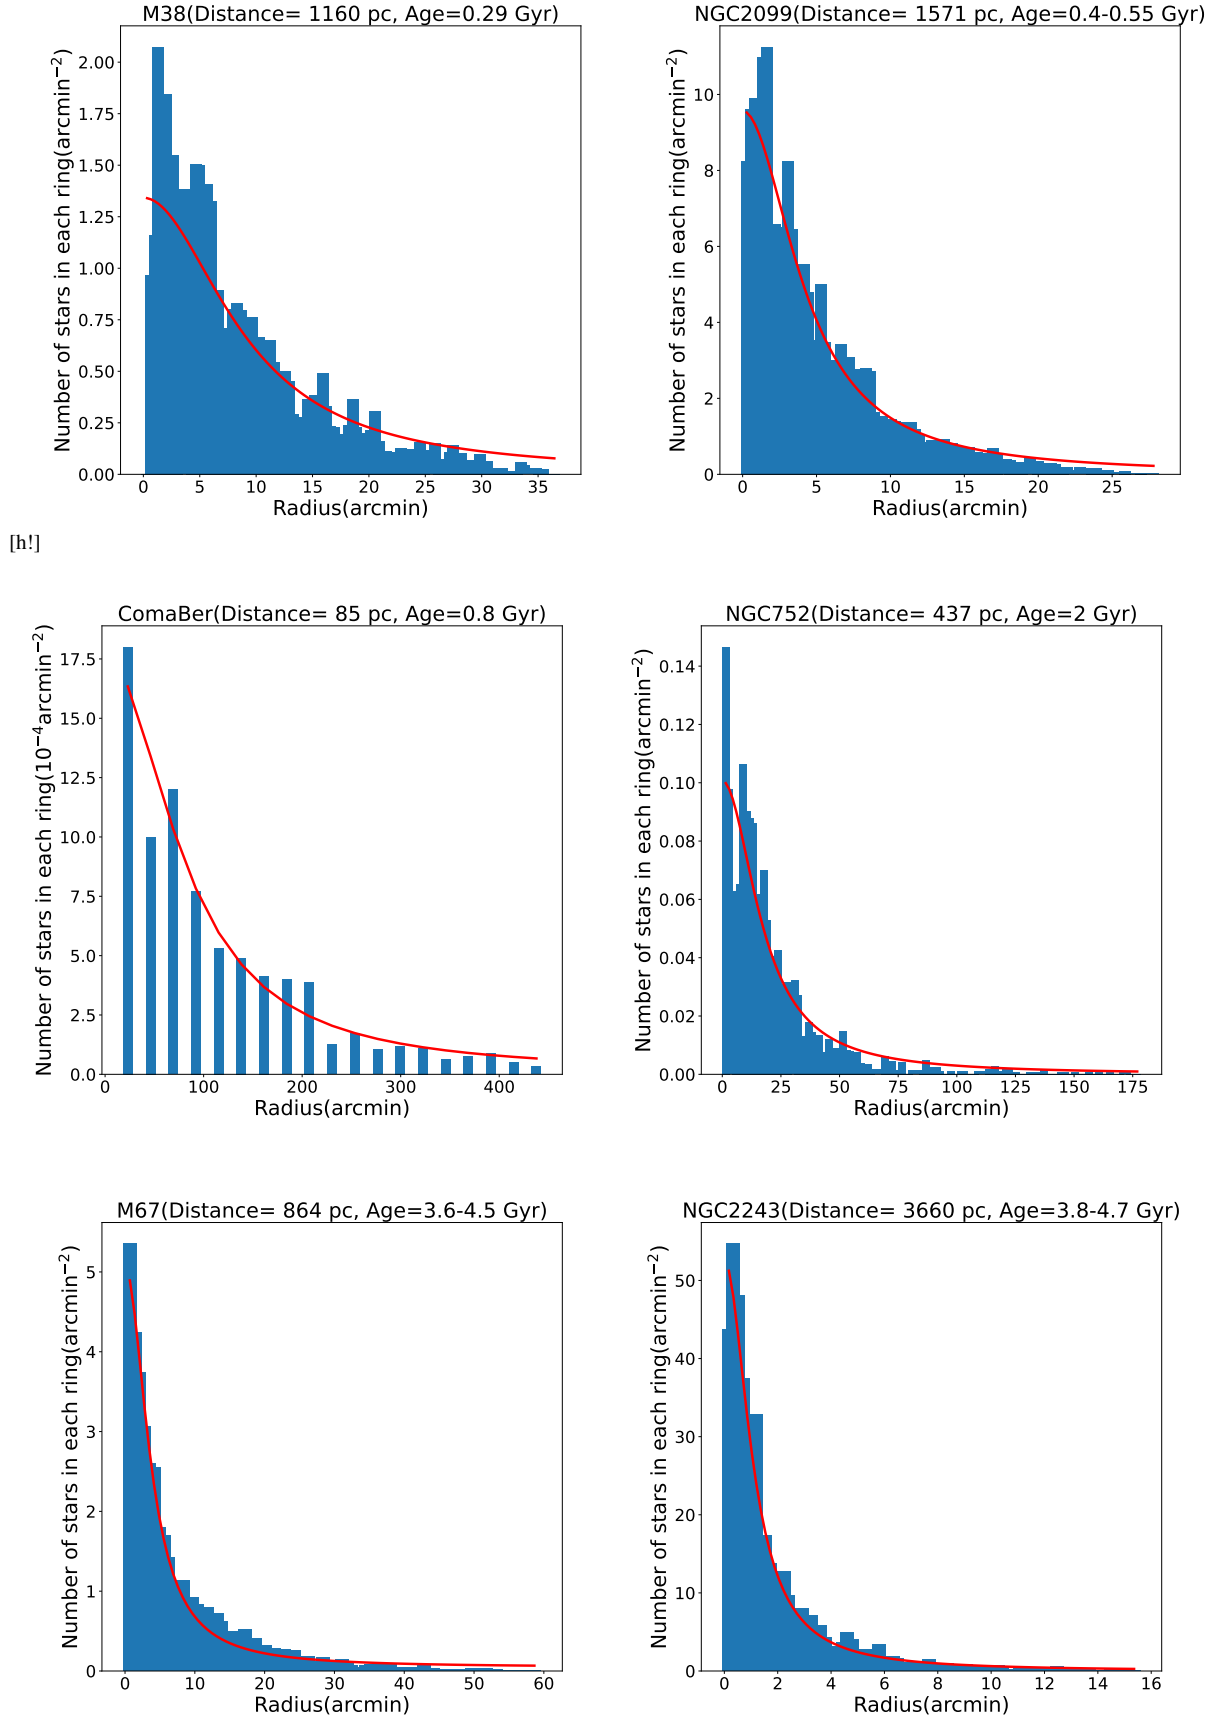 M38(Distance= 1160 pc, Age=0.29 Gyr)
Number of stars in each ring(arcmin⁻²)
2.00
1.75
1.50
1.25
1.00
0.75
0.50
0.25
0.00
0 5 10 15 20 25 30 35
Radius(arcmin)
NGC2099(Distance= 1571 pc, Age=0.4-0.55 Gyr)
Number of stars in each ring(arcmin⁻²)
10
8
6
4
2
0
0 5 10 15 20 25
Radius(arcmin)
[h!]
ComaBer(Distance= 85 pc, Age=0.8 Gyr)
Number of stars in each ring(10⁻⁴arcmin⁻²)
17.5
15.0
12.5
10.0
7.5
5.0
2.5
0.0
0 100 200 300 400
Radius(arcmin)
NGC752(Distance= 437 pc, Age=2 Gyr)
Number of stars in each ring(arcmin⁻²)
0.14
0.12
0.10
0.08
0.06
0.04
0.02
0.00
0 25 50 75 100 125 150 175
Radius(arcmin)
M67(Distance= 864 pc, Age=3.6-4.5 Gyr)
Number of stars in each ring(arcmin⁻²)
5
4
3
2
1
0
0 10 20 30 40 50 60
Radius(arcmin)
NGC2243(Distance= 3660 pc, Age=3.8-4.7 Gyr)
Number of stars in each ring(arcmin⁻²)
50
40
30
20
10
0
0 2 4 6 8 10 12 14 16
Radius(arcmin)